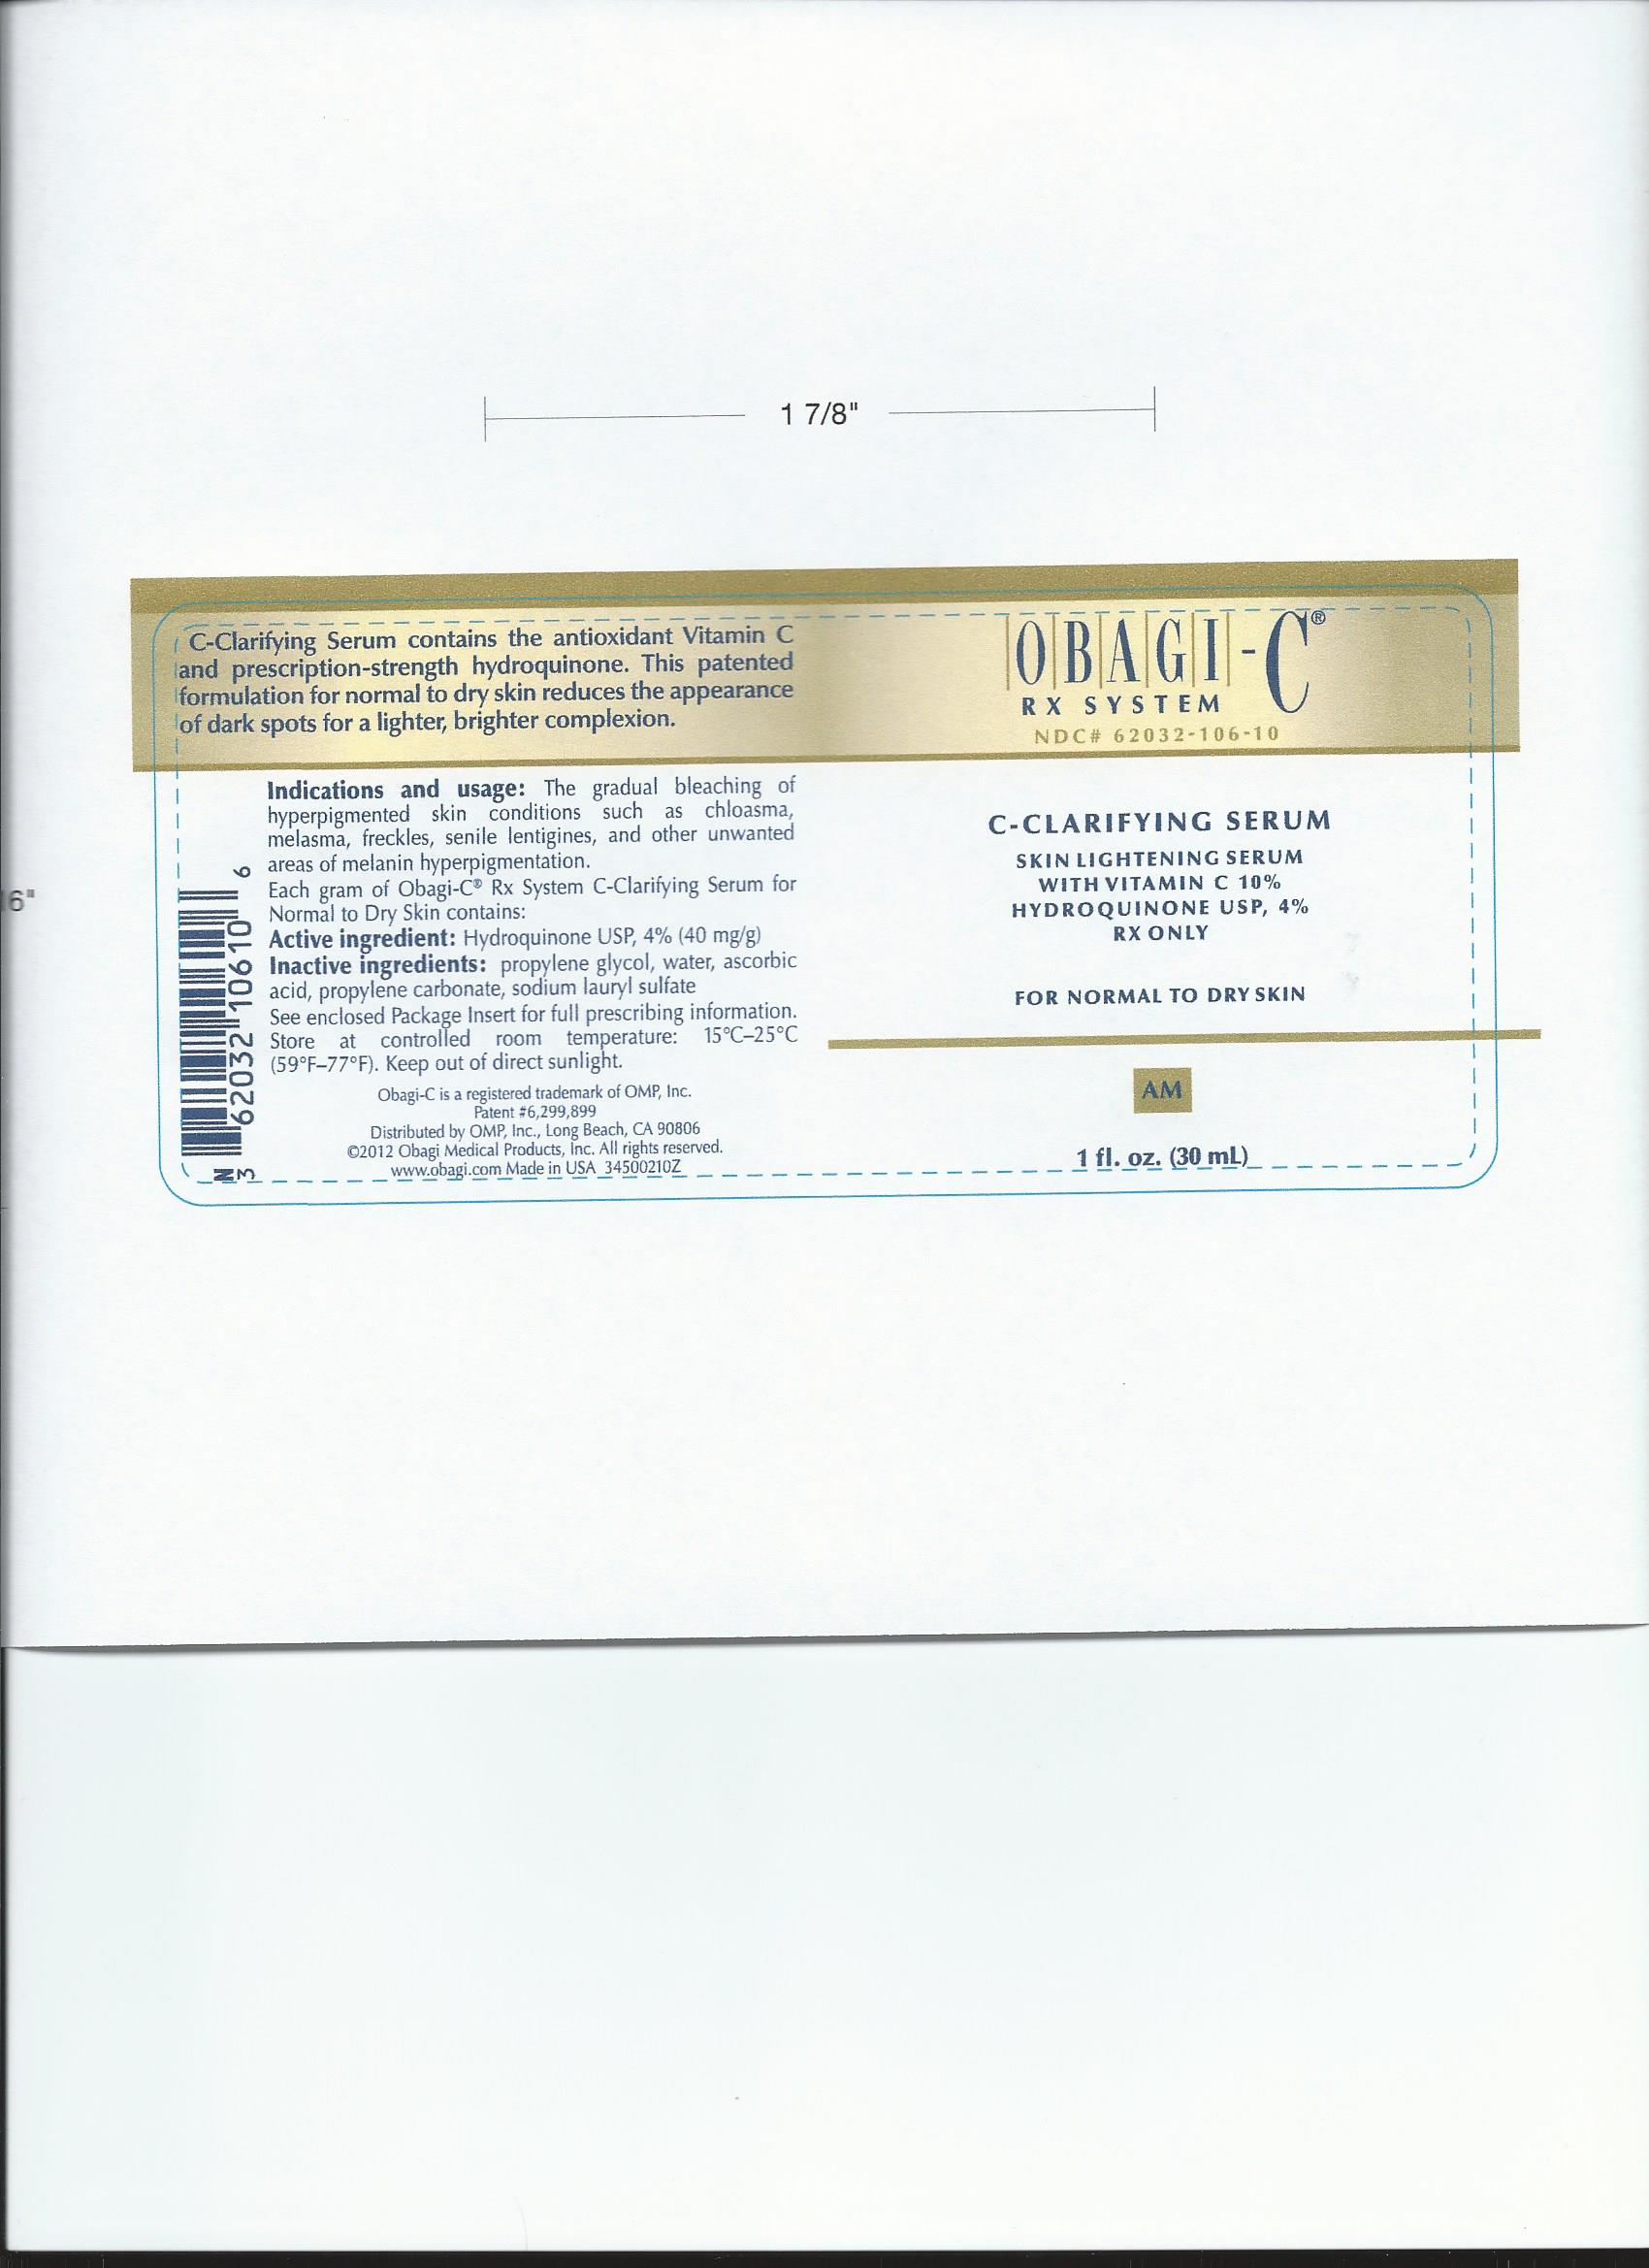 1 7/8"
C-Clarifying Serum contains the antioxidant Vitamin C
and prescription-strength hydroquinone. This patented
formulation for normal to dry skin reduces the appearance
of dark spots for a lighter, brighter complexion.
Indications and usage: The gradual bleaching of
hyperpigmented skin conditions such as chloasma,
melasma, freckles, senile lentigines, and other unwanted
areas of melanin hyperpigmentation.
Each gram of Obagi-C® Rx System C-Clarifying Serum for
Normal to Dry Skin contains:
Active ingredient: Hydroquinone USP, 4% (40 mg/g)
Inactive ingredients: propylene glycol, water, ascorbic
acid, propylene carbonate, sodium lauryl sulfate
See enclosed Package Insert for full prescribing information.
Store at controlled room temperature: 15°C–25°C
(59°F–77°F). Keep out of direct sunlight.
Obagi-C is a registered trademark of OMP, Inc.
Patent #6,299,899
Distributed by OMP, Inc., Long Beach, CA 90806
©2012 Obagi Medical Products, Inc. All rights reserved.
www.obagi.com Made in USA 34500210Z
N 3 62032 10610 6
6"
OBAGI-C®
RX SYSTEM
NDC# 62032-106-10
C-CLARIFYING SERUM
SKIN LIGHTENING SERUM
WITH VITAMIN C 10%
HYDROQUINONE USP, 4%
RX ONLY
FOR NORMAL TO DRY SKIN
AM
1 fl. oz. (30 mL)